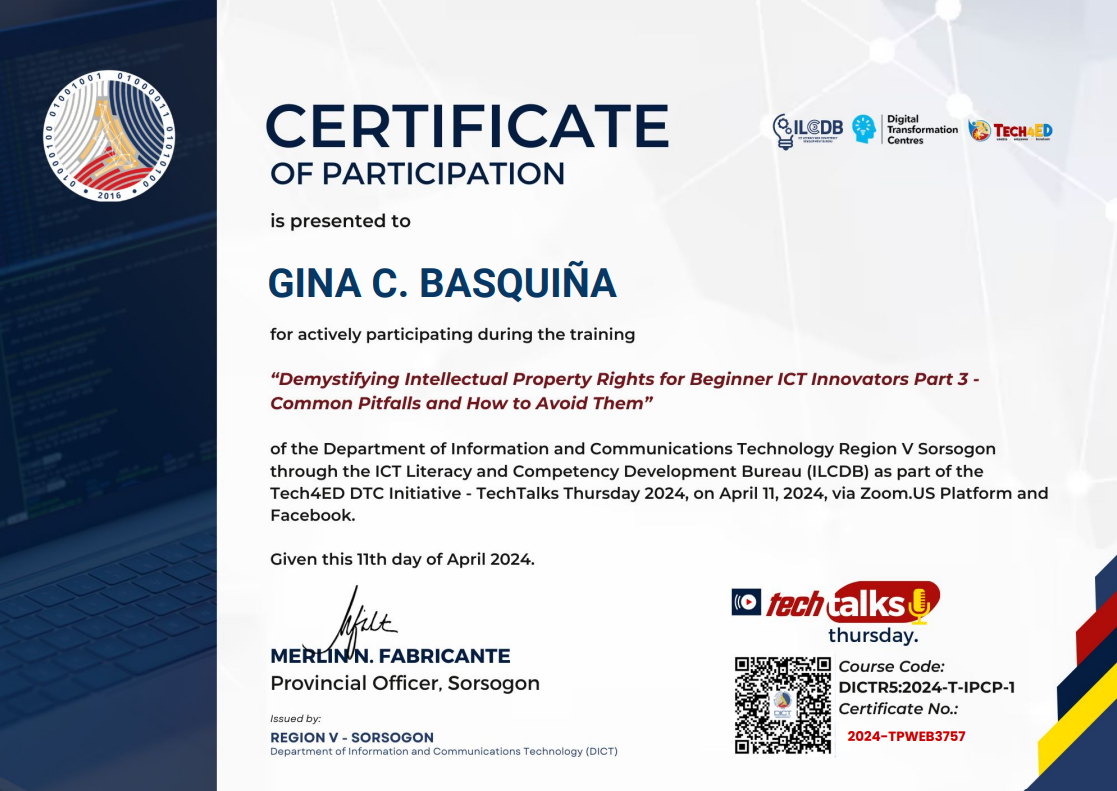 01000100 01001001 01000011 01010100
2016
CERTIFICATE
OF PARTICIPATION
ILCDB
Digital
Transformation
Centres
TECH4ED
is presented to
GINA C. BASQUIÑA
for actively participating during the training
“Demystifying Intellectual Property Rights for Beginner ICT Innovators Part 3 -
Common Pitfalls and How to Avoid Them”
of the Department of Information and Communications Technology Region V Sorsogon
through the ICT Literacy and Competency Development Bureau (ILCDB) as part of the
Tech4ED DTC Initiative - TechTalks Thursday 2024, on April 11, 2024, via Zoom.US Platform and
Facebook.
Given this 11th day of April 2024.
MERLIN N. FABRICANTE
Provincial Officer, Sorsogon
Issued by:
REGION V - SORSOGON
Department of Information and Communications Technology (DICT)
tech talks
thursday.
DICT
Course Code:
DICTR5:2024-T-IPCP-1
Certificate No.:
2024-TPWEB3757